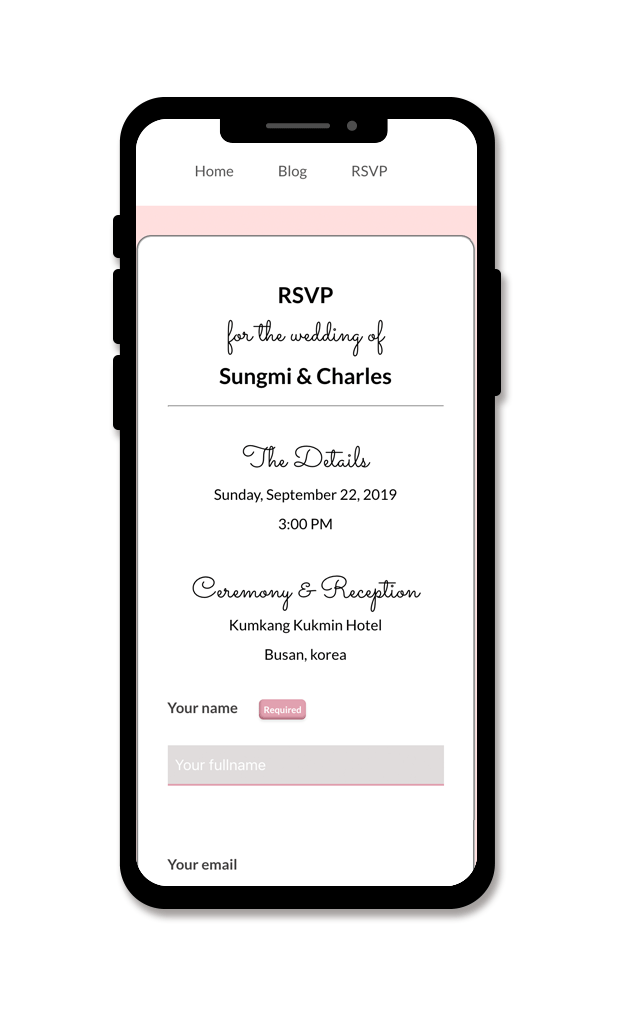 Home Blog RSVP
RSVP
for the wedding of
Sungmi & Charles
The Details
Sunday, September 22, 2019
3:00 PM
Ceremony & Reception
Kumkang Kukmin Hotel
Busan, korea
Your name Required
Your fullname
Your email